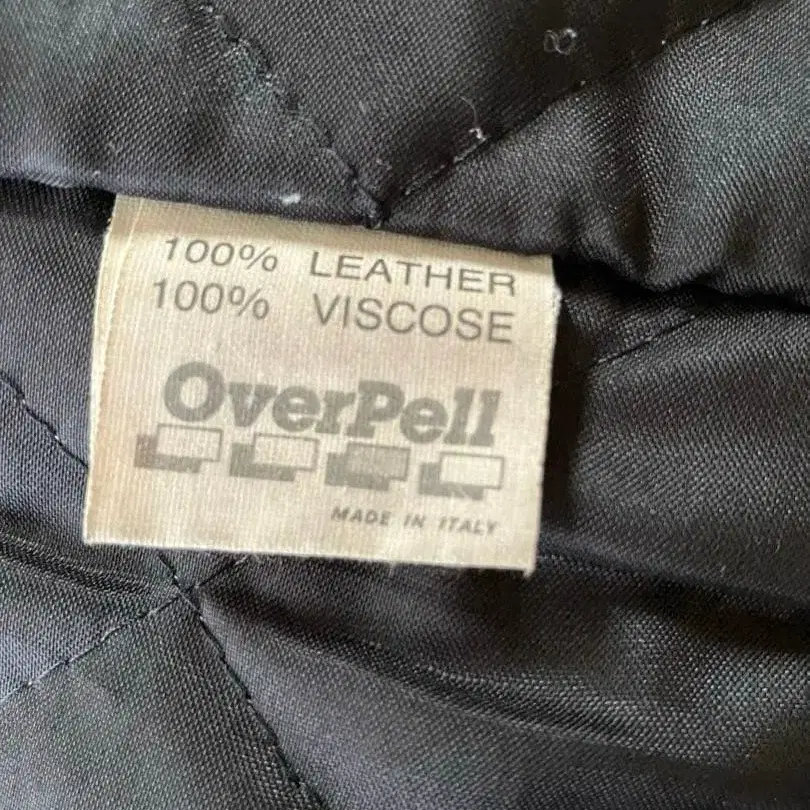 100% LEATHER
100% VISCOSE
OverPell
MADE IN ITALY